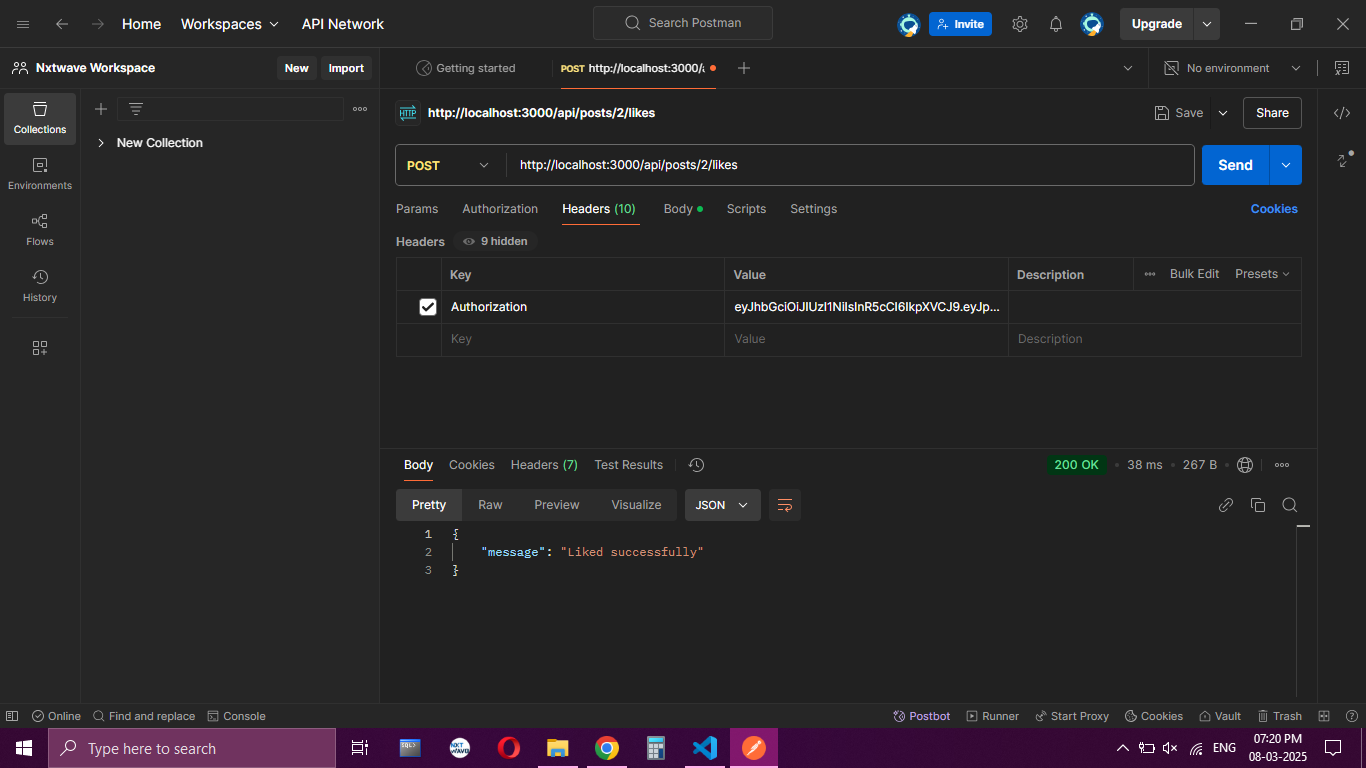 Home Workspaces API Network Search Postman Invite Upgrade
Nxtwave Workspace New Import Getting started POST http://localhost:3000/a No environment
Collections
New Collection
Environments
Flows
History
HTTP http://localhost:3000/api/posts/2/likes Save Share
POST http://localhost:3000/api/posts/2/likes Send
Params Authorization Headers (10) Body Scripts Settings Cookies
Headers 9 hidden
Key Value Description Bulk Edit Presets
Authorization
Key Value Description
Body Cookies Headers (7) Test Results 200 OK 38 ms 267 B
Pretty Raw Preview Visualize JSON
1 {
2 "message": "Liked successfully"
3 }
Online Find and replace Console Postbot Runner Start Proxy Cookies Vault Trash
Type here to search
SQL
NXT WAVE
ENG
07:20 PM
08-03-2025